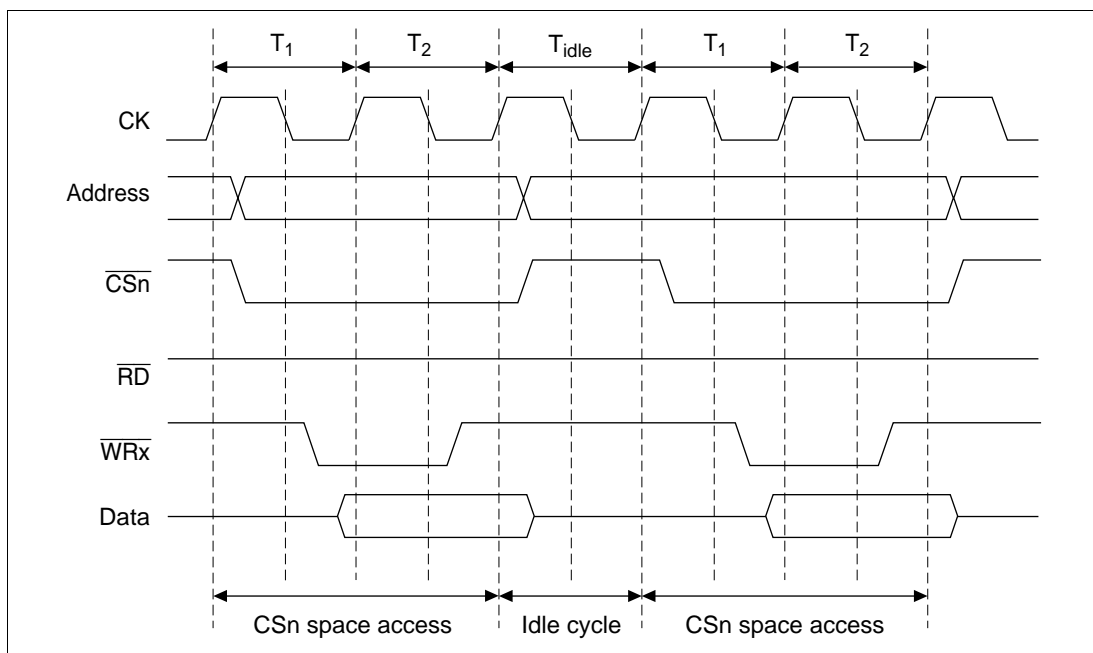 T1 T2 Tidle T1 T2
CK
Address
CSn
RD
WRx
Data
CSn space access Idle cycle CSn space access